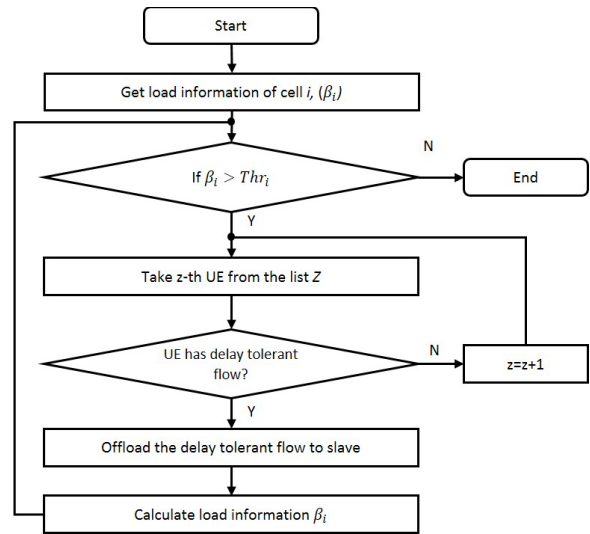 Start
Get load information of cell i, (βᵢ)
If βᵢ > Thrᵢ
N
End
Y
Take z-th UE from the list Z
UE has delay tolerant
flow?
N
z=z+1
Y
Offload the delay tolerant flow to slave
Calculate load information βᵢ